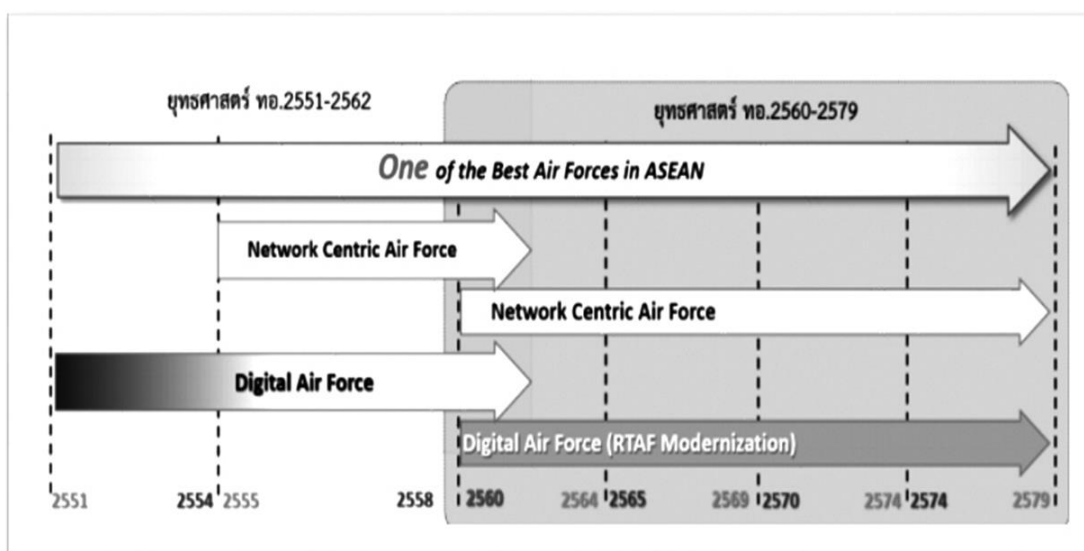 ยุทธศาสตร์ ทอ.2551-2562
ยุทธศาสตร์ ทอ.2560-2579
One of the Best Air Forces in ASEAN
Network Centric Air Force
Network Centric Air Force
Digital Air Force
Digital Air Force (RTAF Modernization)
2551 2554 2555 2558 2560 2564 2565 2569 2570 2574 2574 2579